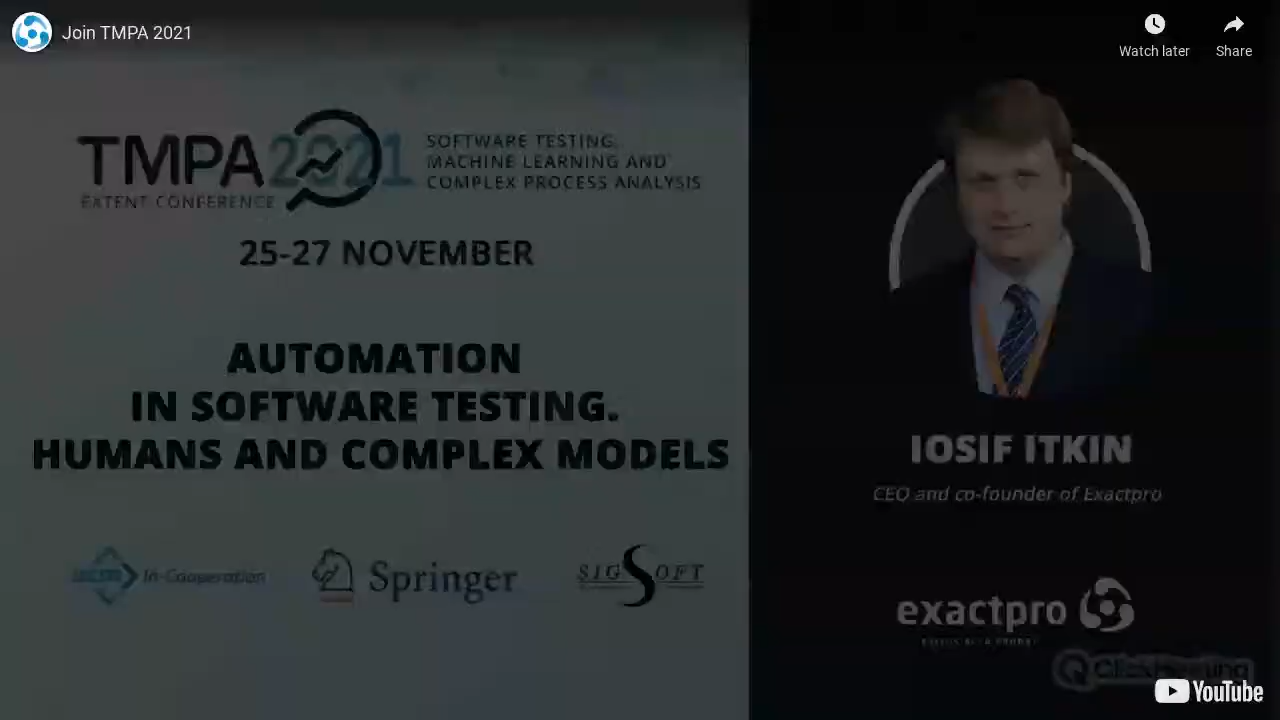 Join TMPA 2021
Watch later
Share
TMPA 2021
EXTENT CONFERENCE
SOFTWARE TESTING,
MACHINE LEARNING AND
COMPLEX PROCESS ANALYSIS
25-27 NOVEMBER
AUTOMATION
IN SOFTWARE TESTING.
HUMANS AND COMPLEX MODELS
In-Cooperation
Springer
SIGSOFT
IOSIF ITKIN
CEO and co-founder of Exactpro
exactpro
YouTube